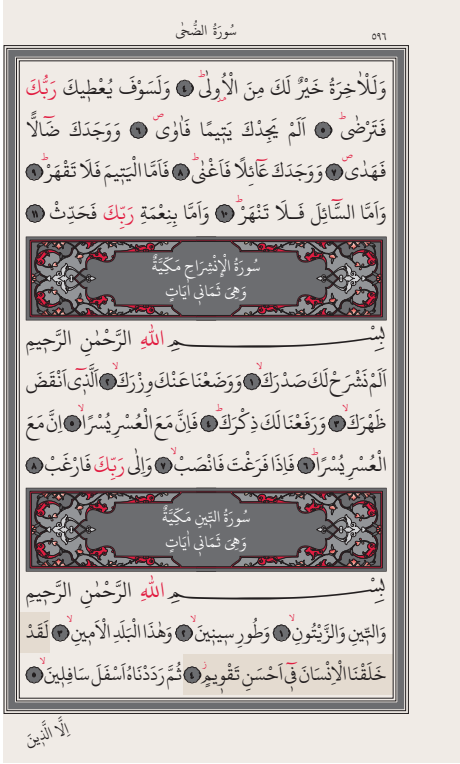 سُورَةُ الضُّحٰى
٥٩٦
وَلَلْاٰخِرَةُ خَيْرٌ لَكَ مِنَ الْاُو۫لٰىۜ ﴿٤﴾ وَلَسَوْفَ يُعْط۪يكَ رَبُّكَ
فَتَرْضٰىۜ ﴿٥﴾ اَلَمْ يَجِدْكَ يَت۪يمًا فَاٰوٰىۖ ﴿٦﴾ وَوَجَدَكَ ضَٓالًّا
فَهَدٰىۖ ﴿٧﴾ وَوَجَدَكَ عَٓائِلًا فَاَغْنٰىۜ ﴿٨﴾ فَاَمَّا الْيَت۪يمَ فَلَا تَقْهَرْۜ ﴿٩﴾
وَاَمَّا السَّٓائِلَ فَلَا تَنْهَرْۜ ﴿١٠﴾ وَاَمَّا بِنِعْمَةِ رَبِّكَ فَحَدِّثْ ﴿١١﴾
سُورَةُ الْاِنْشِرَاحِ مَكِّيَّةٌ
وَهِيَ ثَمَان۪ي اٰيَاتٍ
بِسْمِ اللّٰهِ الرَّحْمٰنِ الرَّح۪يمِ
اَلَمْ نَشْرَحْ لَكَ صَدْرَكَۙ ﴿١﴾ وَوَضَعْنَا عَنْكَ وِزْرَكَۙ ﴿٢﴾ اَلَّذ۪ٓي اَنْقَضَ
ظَهْرَكَۙ ﴿٣﴾ وَرَفَعْنَا لَكَ ذِكْرَكَۜ ﴿٤﴾ فَاِنَّ مَعَ الْعُسْرِ يُسْرًاۙ ﴿٥﴾ اِنَّ مَعَ
الْعُسْرِ يُسْرًاۜ ﴿٦﴾ فَاِذَا فَرَغْتَ فَانْصَبْۙ ﴿٧﴾ وَاِلٰى رَبِّكَ فَارْغَبْ ﴿٨﴾
سُورَةُ التّ۪ينِ مَكِّيَّةٌ
وَهِيَ ثَمَان۪ي اٰيَاتٍ
بِسْمِ اللّٰهِ الرَّحْمٰنِ الرَّح۪يمِ
وَالتّ۪ينِ وَالزَّيْتُونِۙ ﴿١﴾ وَطُورِ س۪ين۪ينَۙ ﴿٢﴾ وَهٰذَا الْبَلَدِ الْاَم۪ينِۙ ﴿٣﴾ لَقَدْ
خَلَقْنَا الْاِنْسَانَ ف۪ٓي اَحْسَنِ تَقْو۪يمٍۘ ﴿٤﴾ ثُمَّ رَدَدْنَاهُ اَسْفَلَ سَافِل۪ينَۙ ﴿٥﴾
اِلَّا الَّذ۪ينَ